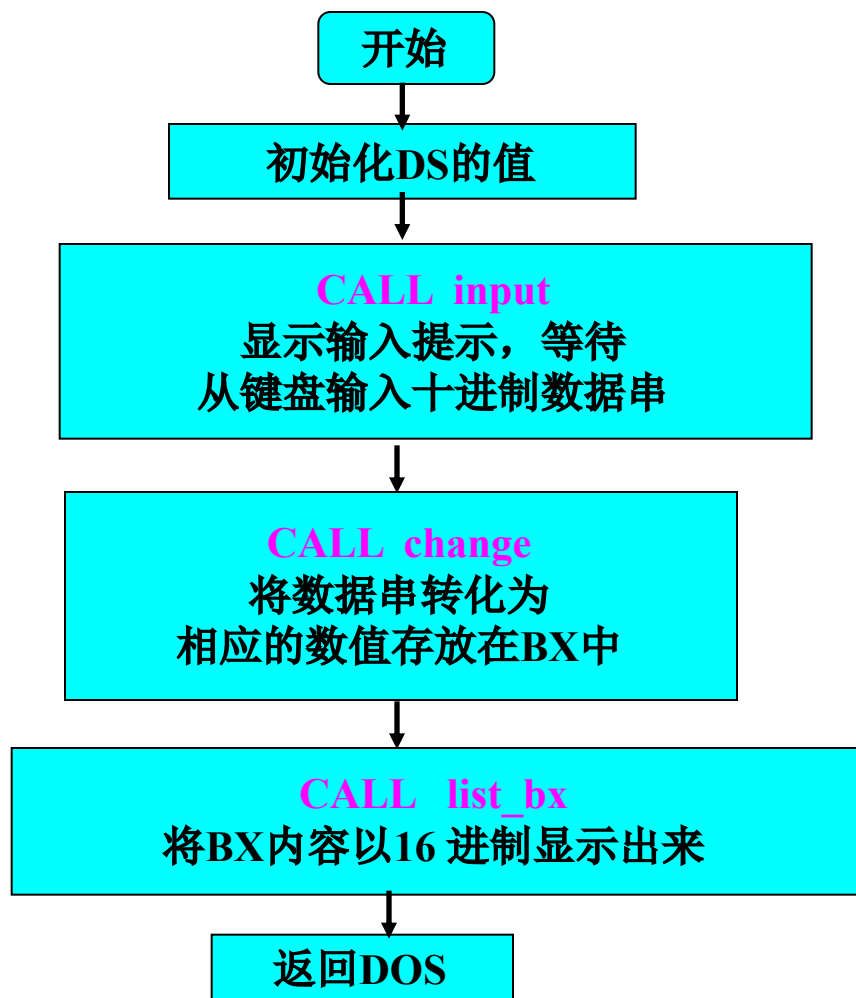 开始
初始化DS的值
CALL input
显示输入提示，等待
从键盘输入十进制数据串
CALL change
将数据串转化为
相应的数值存放在BX中
CALL list_bx
将BX内容以16 进制显示出来
返回DOS